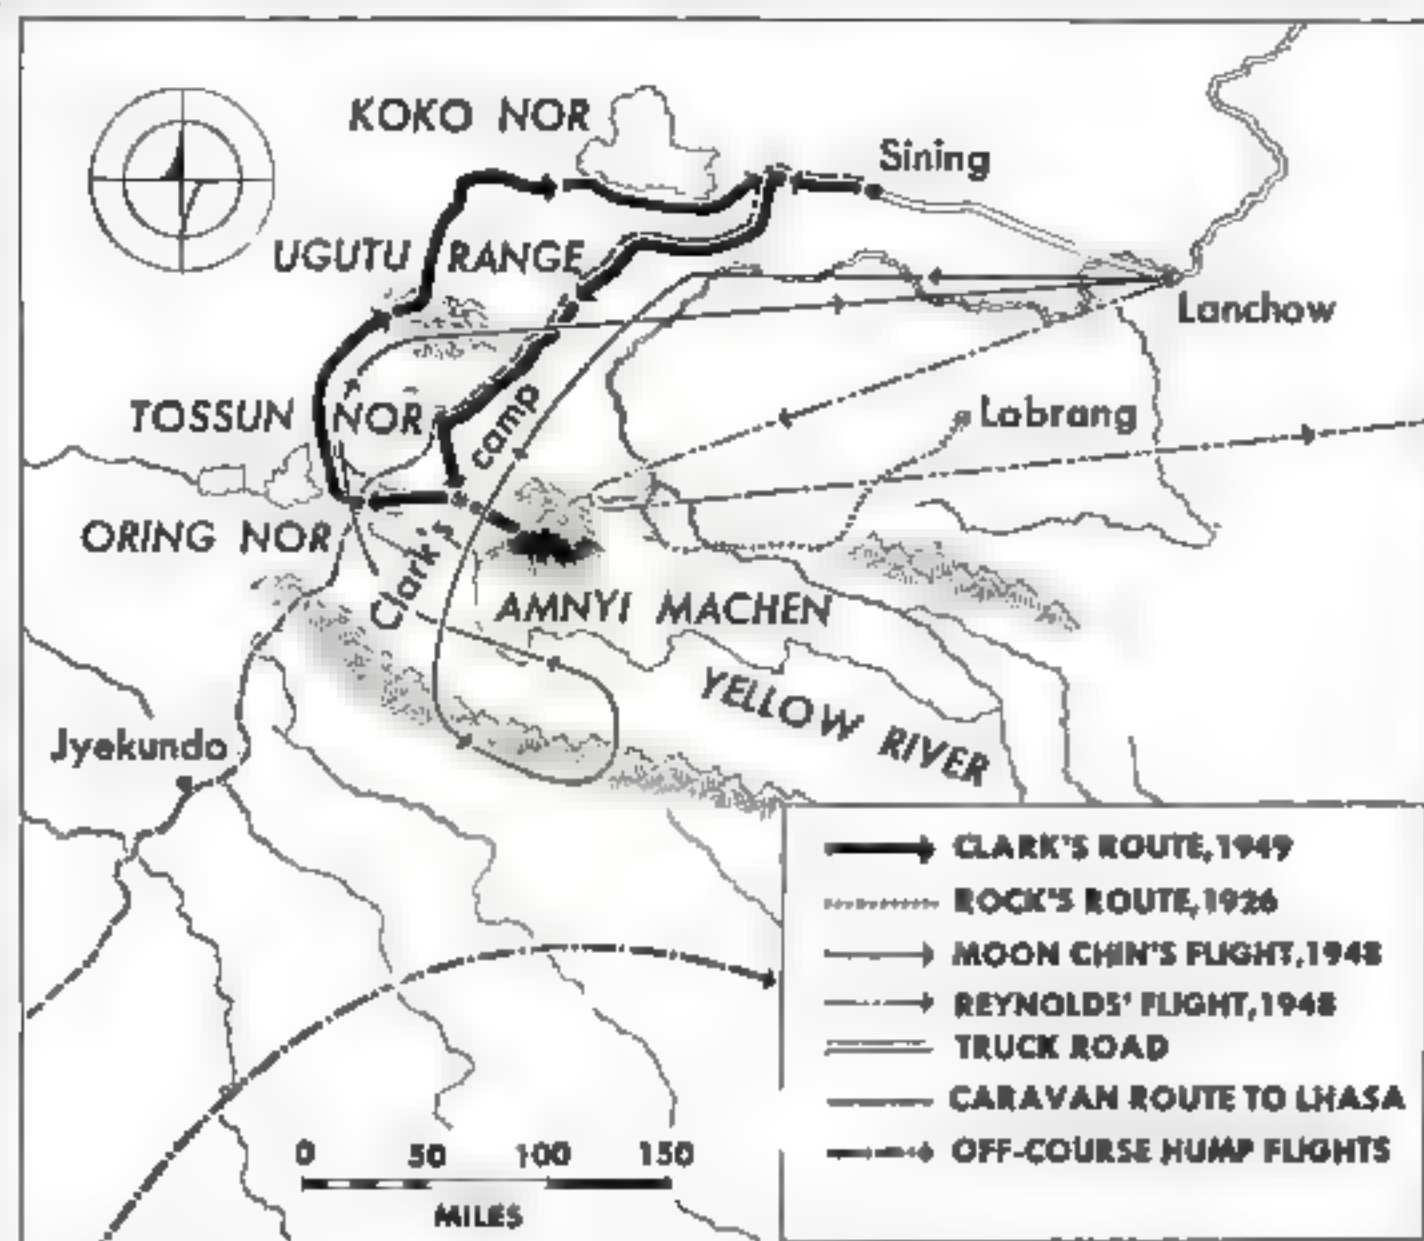 KOKO NOR
Sining
UGUTU RANGE
Lanchow
TOSSUN NOR
Labrang
Clark's camp
ORING NOR
AMNYI MACHEN
YELLOW RIVER
Jyekundo
CLARK'S ROUTE, 1949
ROCK'S ROUTE, 1926
MOON CHIN'S FLIGHT, 1948
REYNOLDS' FLIGHT, 1948
TRUCK ROAD
CARAVAN ROUTE TO LHASA
OFF-COURSE HUMP FLIGHTS
0 50 100 150
MILES